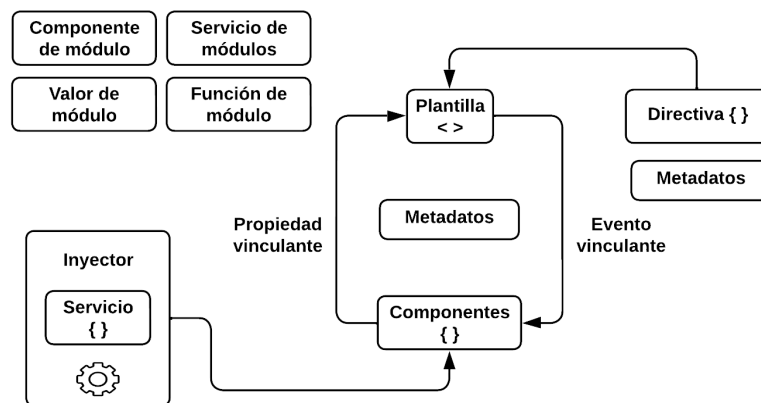 Componente
de módulo
Servicio de
módulos
Valor de
módulo
Función de
módulo
Plantilla
< >
Directiva { }
Metadatos
Propiedad
vinculante
Metadatos
Evento
vinculante
Inyector
Servicio
{ }
Componentes
{ }